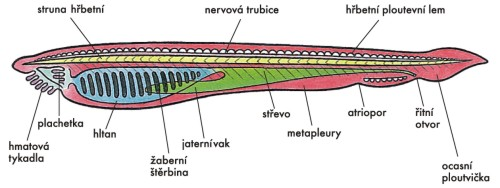 struna hřbetní
nervová trubice
hřbetní ploutevní lem
hmatová
tykadla
plachetka
hltan
žaberní
štěrbina
jaterní vak
střevo
metapleury
atriopor
řitní
otvor
ocasní
ploutvička